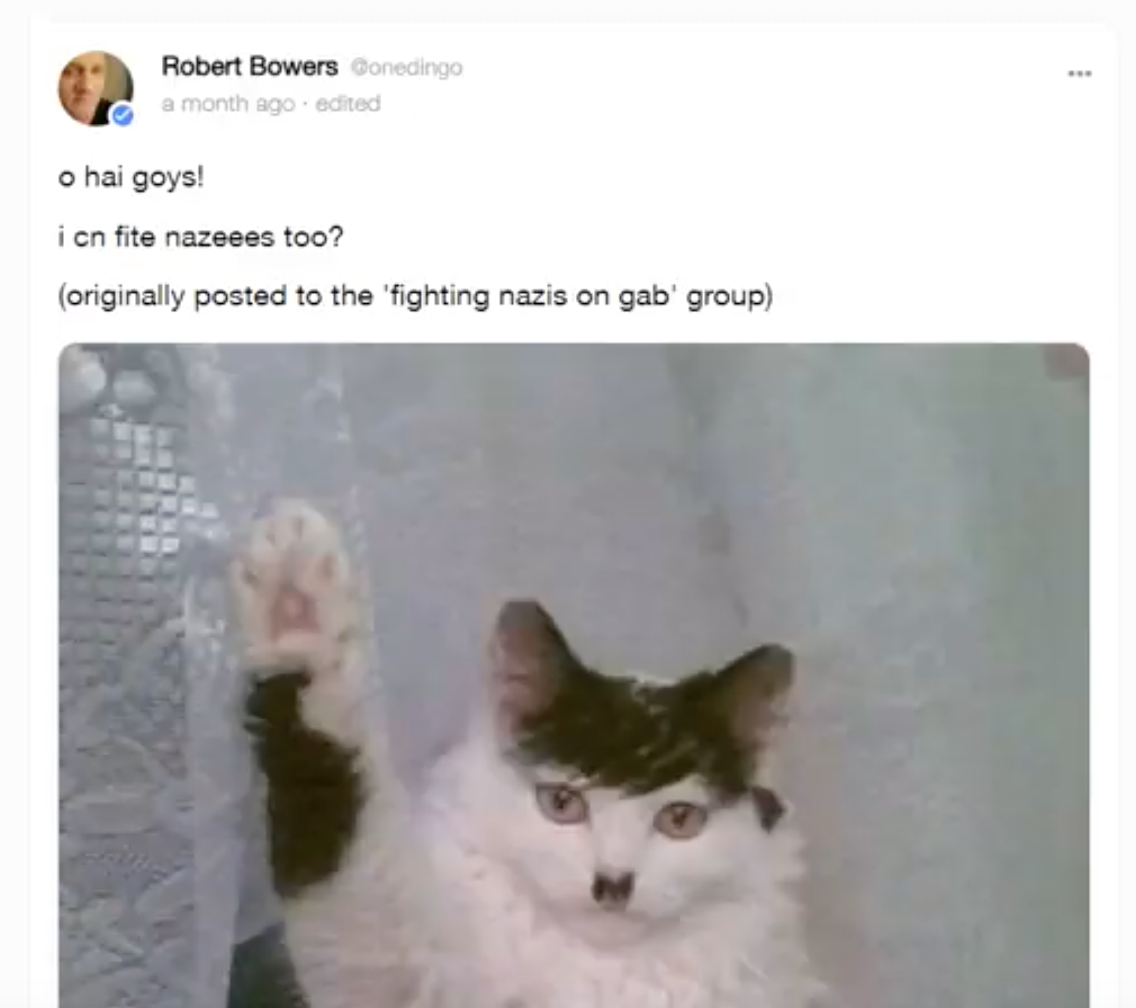 Robert Bowers @onedingo
a month ago · edited
o hai goys!
i cn fite nazeees too?
(originally posted to the 'fighting nazis on gab' group)